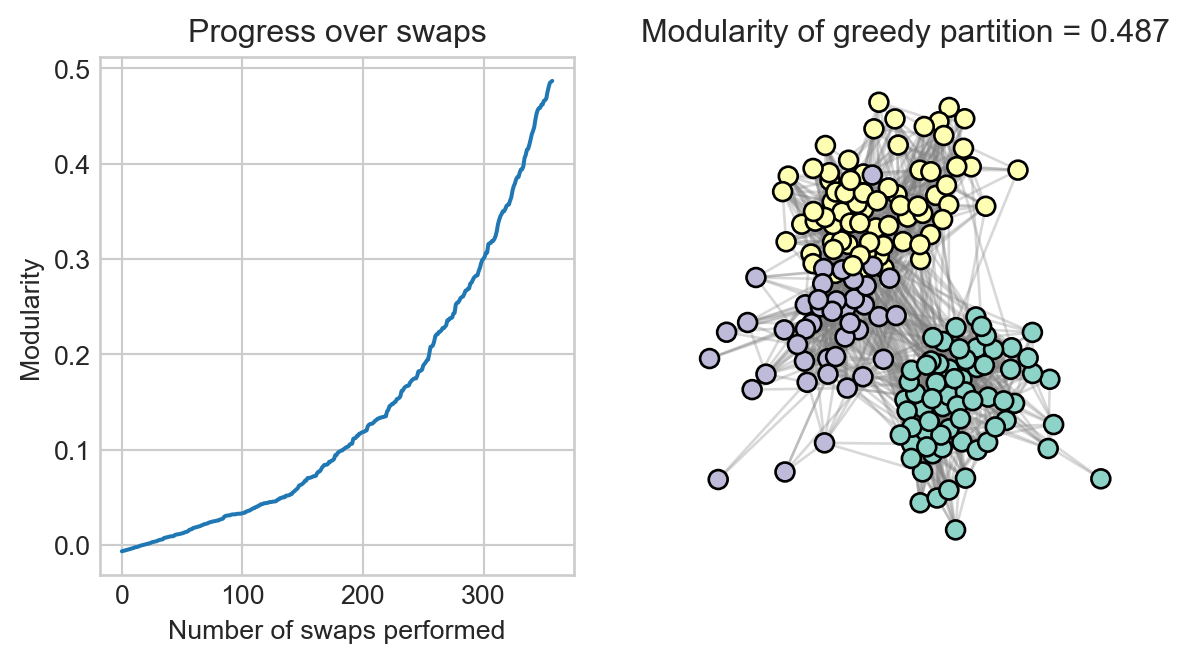 Progress over swaps
Modularity of greedy partition = 0.487
0.5
0.4
0.3
0.2
0.1
0.0
Modularity
0 100 200 300
Number of swaps performed